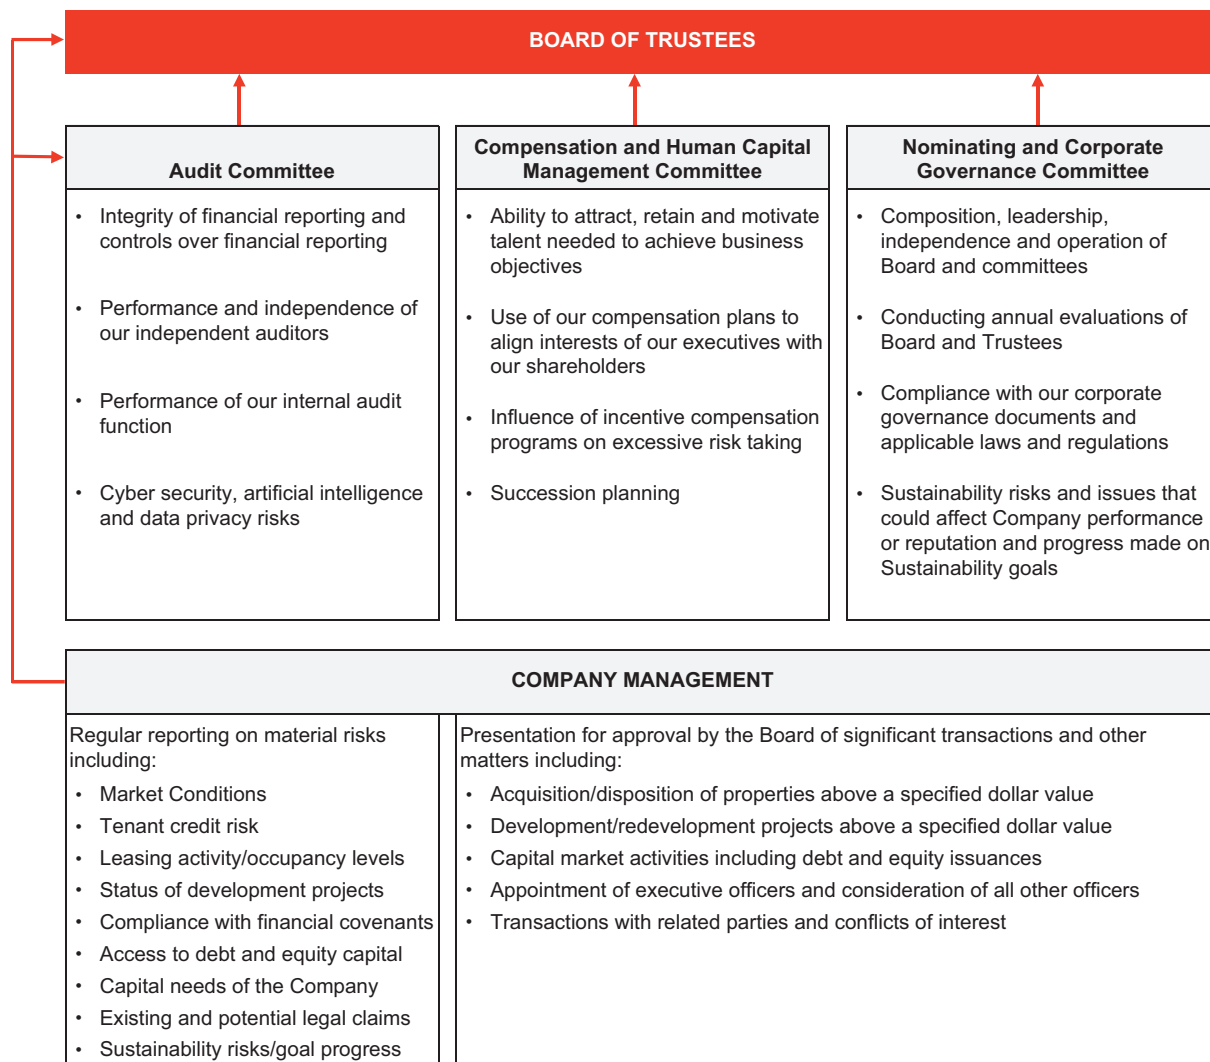 BOARD OF TRUSTEES
Audit Committee
• Integrity of financial reporting and
controls over financial reporting
• Performance and independence of
our independent auditors
• Performance of our internal audit
function
• Cyber security, artificial intelligence
and data privacy risks
Compensation and Human Capital
Management Committee
• Ability to attract, retain and motivate
talent needed to achieve business
objectives
• Use of our compensation plans to
align interests of our executives with
our shareholders
• Influence of incentive compensation
programs on excessive risk taking
• Succession planning
Nominating and Corporate
Governance Committee
• Composition, leadership,
independence and operation of
Board and committees
• Conducting annual evaluations of
Board and Trustees
• Compliance with our corporate
governance documents and
applicable laws and regulations
• Sustainability risks and issues that
could affect Company performance
or reputation and progress made on
Sustainability goals
COMPANY MANAGEMENT
Regular reporting on material risks
including:
• Market Conditions
• Tenant credit risk
• Leasing activity/occupancy levels
• Status of development projects
• Compliance with financial covenants
• Access to debt and equity capital
• Capital needs of the Company
• Existing and potential legal claims
• Sustainability risks/goal progress
Presentation for approval by the Board of significant transactions and other
matters including:
• Acquisition/disposition of properties above a specified dollar value
• Development/redevelopment projects above a specified dollar value
• Capital market activities including debt and equity issuances
• Appointment of executive officers and consideration of all other officers
• Transactions with related parties and conflicts of interest